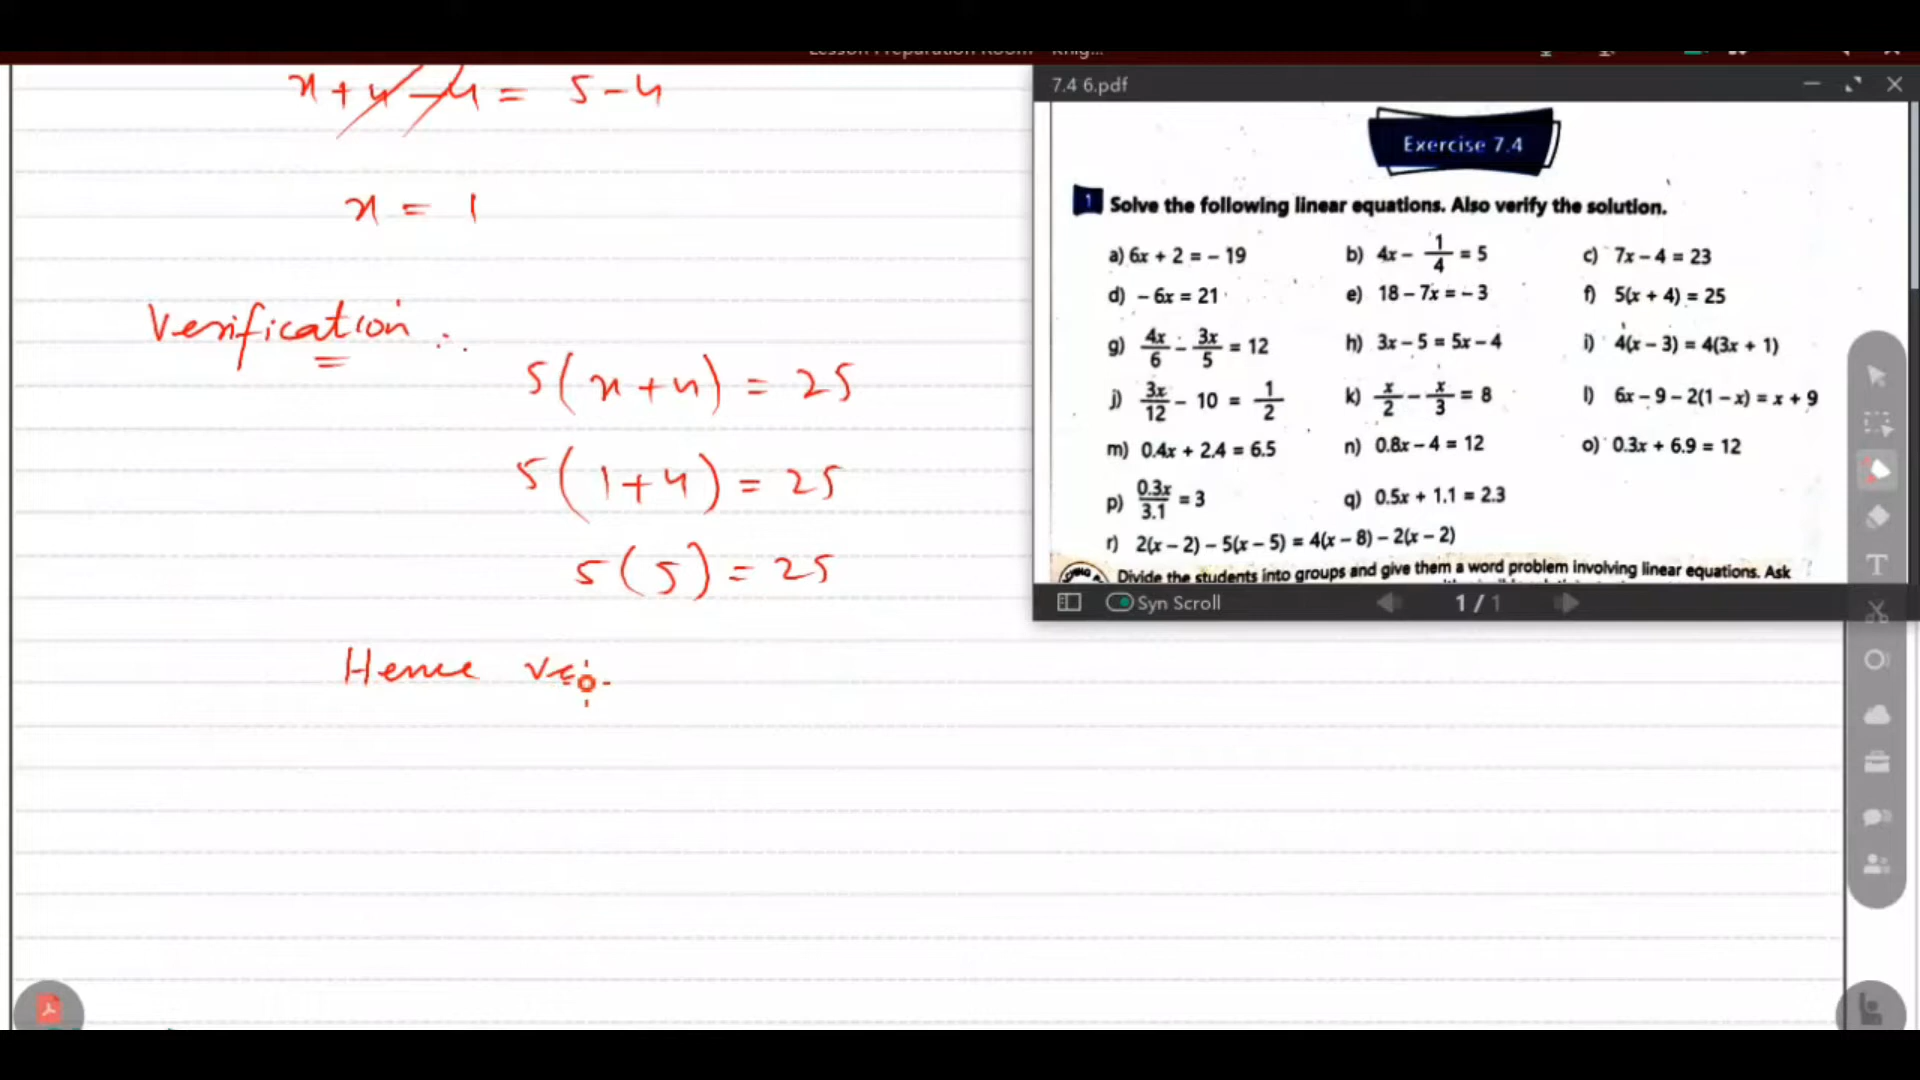 x + 4 - 4 = 5 - 4
x = 1
Verification :
5(x+4) = 25
5(1+4) = 25
5(5) = 25
Hence ve
7.4 6.pdf
Exercise 7.4
1 Solve the following linear equations. Also verify the solution.
a) 6x + 2 = – 19 b) 4x – 1/4 = 5 c) 7x – 4 = 23
d) – 6x = 21 e) 18 – 7x = – 3 f) 5(x + 4) = 25
g) 4x/6 – 3x/5 = 12 h) 3x – 5 = 5x – 4 i) 4(x – 3) = 4(3x + 1)
j) 3x/12 – 10 = 1/2 k) x/2 – x/3 = 8 l) 6x – 9 – 2(1 – x) = x + 9
m) 0.4x + 2.4 = 6.5 n) 0.8x – 4 = 12 o) 0.3x + 6.9 = 12
p) 0.3x/3.1 = 3 q) 0.5x + 1.1 = 2.3
r) 2(x – 2) – 5(x – 5) = 4(x – 8) – 2(x – 2)
Divide the students into groups and give them a word problem involving linear equations. Ask
Syn Scroll 1 / 1